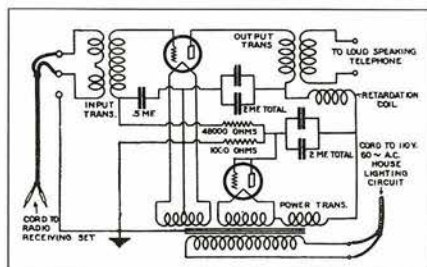 OUTPUT
TRANS.
TO LOUD SPEAKING
TELEPHONE
INPUT
TRANS.
.5 MF
2 MF TOTAL
RETARDATION
COIL
48000 OHMS
1000 OHMS
2 MF TOTAL
CORD TO 110 V.
60 ~ A.C.
HOUSE
LIGHTING
CIRCUIT
POWER TRANS.
CORD TO
RADIO
RECEIVING SET